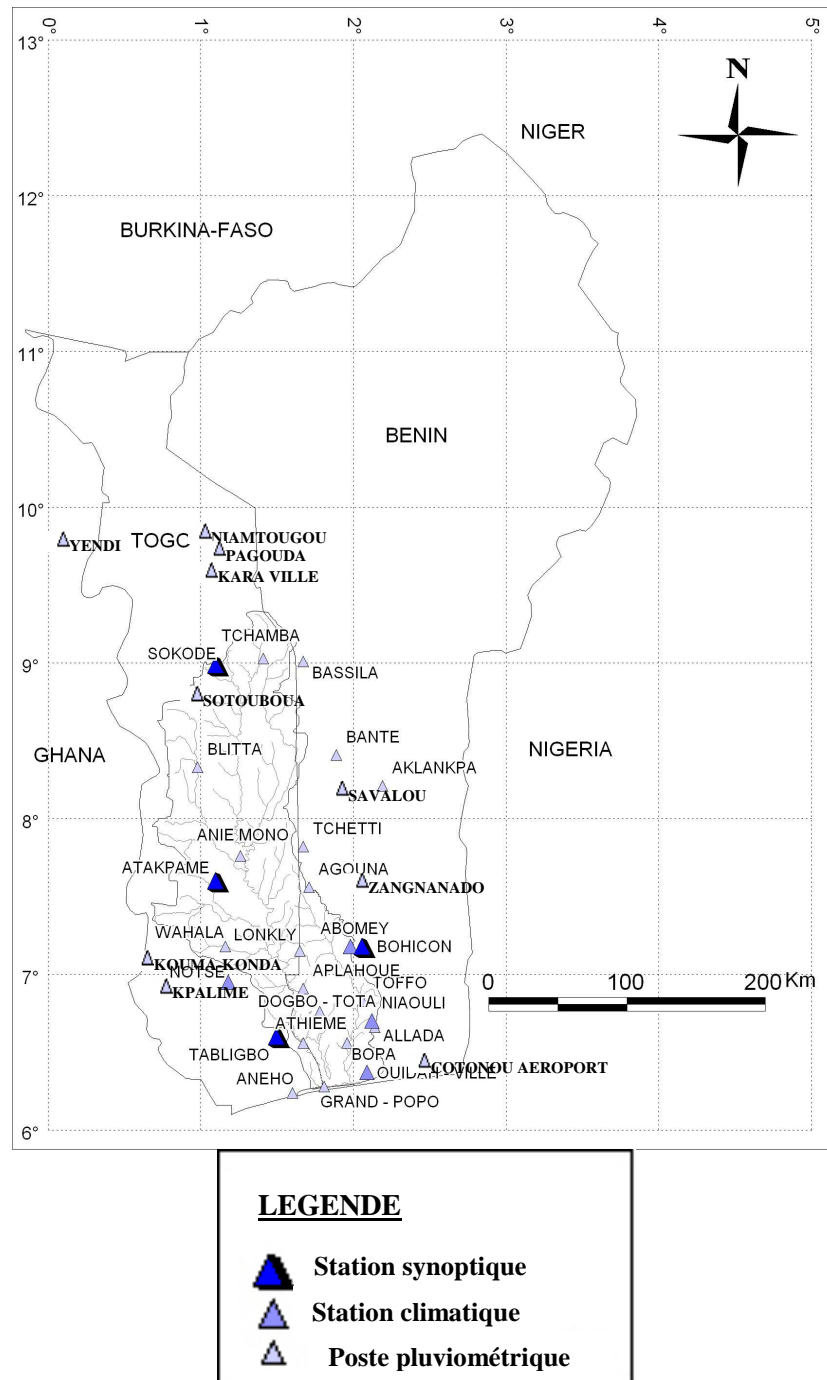 0° 1° 2° 3° 4° 5°
13°
N
NIGER
12°
BURKINA-FASO
11°
BENIN
10°
TOGC
NIAMTOUGOU
YENDI
PAGOUDA
KARA VILLE
TCHAMBA
SOKODE
9°
BASSILA
SOTOUBOUA
BANTE
GHANA
BLITTA
NIGERIA
AKLANKPA
SAVALOU
8°
TCHETTI
ANIE MONO
ATAKPAME
AGOUNA
ZANGNANADO
ABOMEY
WAHALA
LONKLY
BOHICON
KOUMA-KONDA
NOTSE
APLAHOUE
7°
TOFFO
0 100 200 Km
KPALIME
DOGBO - TOTA
NIAOULI
ATHIEME
ALLADA
TABLIGBO
BOPA
COTONOU AEROPORT
OUIDAH - VILLE
ANEHO
GRAND - POPO
6°
LEGENDE
Station synoptique
Station climatique
Poste pluviométrique